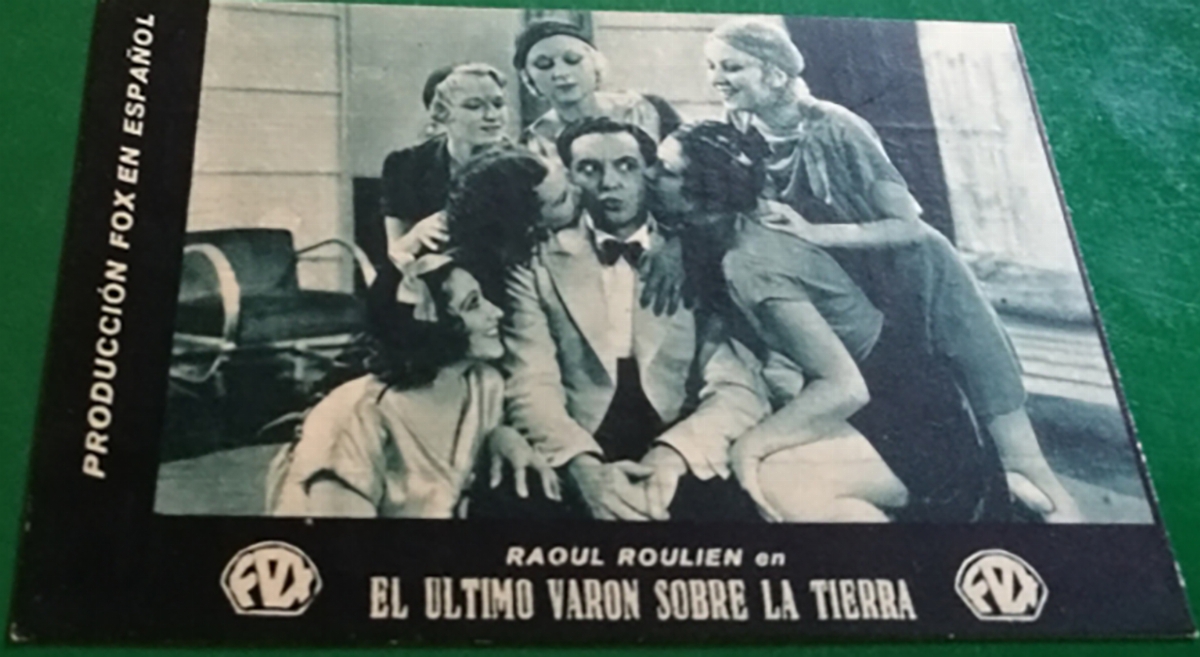 PRODUCCIÓN FOX EN ESPAÑOL
RAOUL ROULIEN en
FOX EL ULTIMO VARON SOBRE LA TIERRA FOX